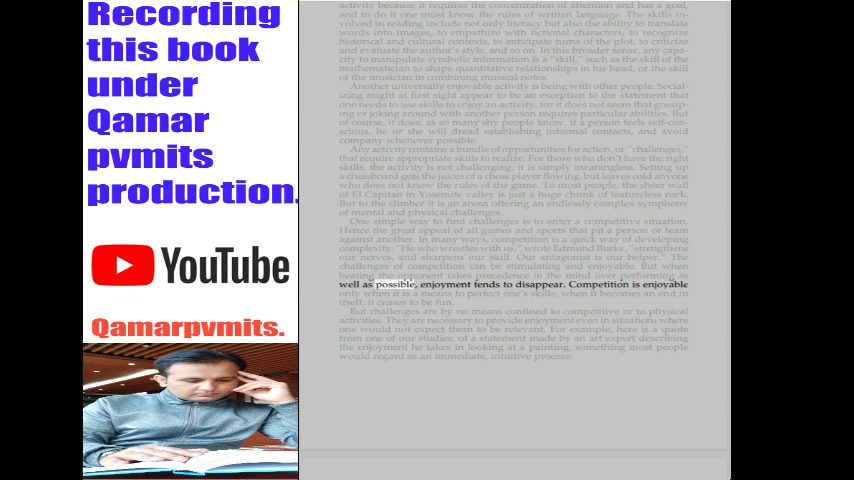 Recording
this book
under
Qamar
pvmits
production.
YouTube
Qamarpvmits.
activity because it requires the concentration of attention and has a goal,
and to do it one must know the rules of written language. The skills in-
volved in reading include not only literacy but also the ability to translate
words into images, to empathize with fictional characters, to recognize
historical and cultural contexts, to anticipate turns of the plot, to criticize
and evaluate the author's style, and so on. In this broader sense, any capa-
city to manipulate symbolic information is a "skill," such as the skill of the
mathematician to shape quantitative relationships in his head, or the skill
of the musician in combining musical notes.
Another universally enjoyable activity is being with other people. Social-
izing might at first sight appear to be an exception to the statement that
one needs to use skills to enjoy an activity, for it does not seem that gossip-
ing or joking around with another person requires particular abilities. But
of course, it does, as so many shy people know, if a person feels self-con-
scious, he or she will dread establishing informal contacts, and avoid
company whenever possible.
Any activity contains a bundle of opportunities for action, or "challenges,"
that require appropriate skills to realize. For those who don't have the right
skills, the activity is not challenging; it is simply meaningless. Setting up
a chessboard gets the juices of a chess player flowing, but leaves cold anyone
who does not know the rules of the game. To most people, the sheer wall
of El Capitan in Yosemite valley is just a huge chunk of featureless rock.
But to the climber it is an arena offering an endlessly complex symphony
of mental and physical challenges.
One simple way to find challenges is to enter a competitive situation.
Hence the great appeal of all games and sports that pit a person or team
against another. In many ways, competition is a quick way of developing
complexity: "He who wrestles with us," wrote Edmund Burke, "strengthens
our nerves, and sharpens our skill. Our antagonist is our helper." The
challenges of competition can be stimulating and enjoyable. But when
beating the opponent takes precedence in the mind over performing as
well as possible, enjoyment tends to disappear. Competition is enjoyable
only when it is a means to perfect one's skills; when it becomes an end in
itself, it ceases to be fun.
But challenges are by no means confined to competitive or to physical
activities. They are necessary to provide enjoyment even in situations where
one would not expect them to be relevant. For example, here is a quote
from one of our studies, of a statement made by an art expert describing
the enjoyment he takes in looking at a painting, something most people
would regard as an immediate, intuitive process: